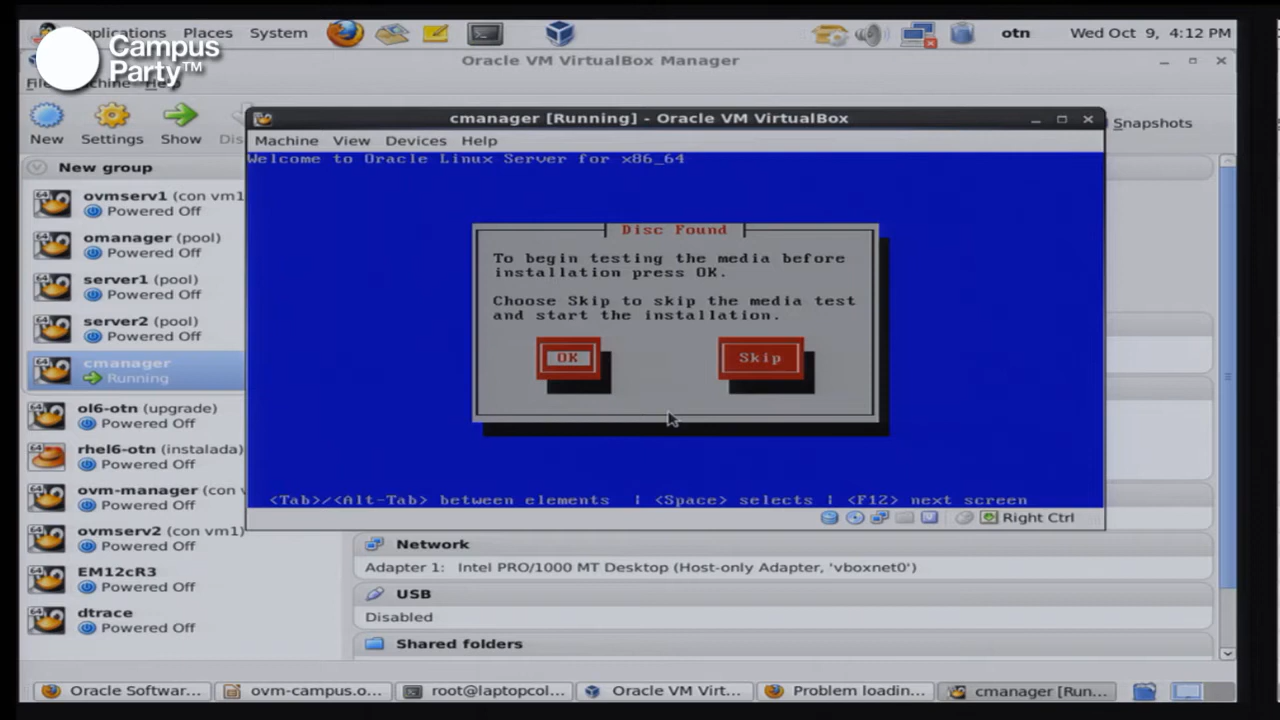 Campus
Party™
Applications Places System
otn
Wed Oct 9, 4:12 PM
Oracle VM VirtualBox Manager
New
Settings
Show
Snapshots
New group
ovmserv1 (con vm1
Powered Off
omanager (pool)
Powered Off
server1 (pool)
Powered Off
server2 (pool)
Powered Off
cmanager
Running
ol6-otn (upgrade)
Powered Off
rhel6-otn (instalada)
Powered Off
ovm-manager (con v
Powered Off
ovmserv2 (con vm1)
Powered Off
EM12cR3
Powered Off
dtrace
Powered Off
cmanager [Running] - Oracle VM VirtualBox
Machine View Devices Help
Welcome to Oracle Linux Server for x86_64
Disc Found
To begin testing the media before
installation press OK.
Choose Skip to skip the media test
and start the installation.
OK
Skip
<Tab>/<Alt-Tab> between elements | <Space> selects | <F12> next screen
Right Ctrl
Network
Adapter 1: Intel PRO/1000 MT Desktop (Host-only Adapter, 'vboxnet0')
USB
Disabled
Shared folders
Oracle Softwar...
ovm-campus.o...
root@laptopcol...
Oracle VM Virt...
Problem loadin...
cmanager [Run...